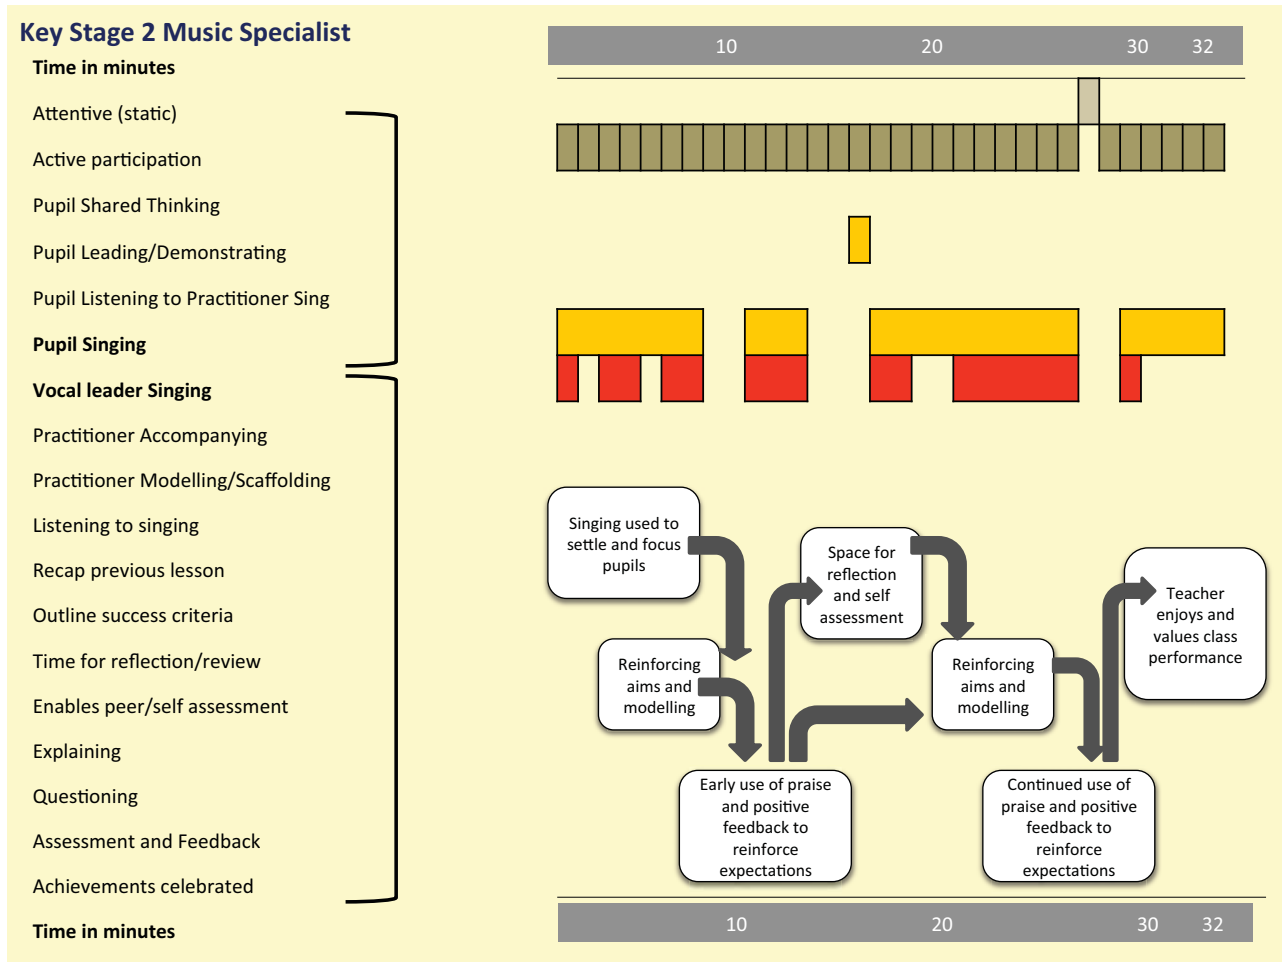 Key Stage 2 Music Specialist
10 20 30 32
Time in minutes
Attentive (static)
Active participation
Pupil Shared Thinking
Pupil Leading/Demonstrating
Pupil Listening to Practitioner Sing
Pupil Singing
Vocal leader Singing
Practitioner Accompanying
Practitioner Modelling/Scaffolding
Listening to singing
Recap previous lesson
Outline success criteria
Time for reflection/review
Enables peer/self assessment
Explaining
Questioning
Assessment and Feedback
Achievements celebrated
Time in minutes
Singing used to
settle and focus
pupils
Reinforcing
aims and
modelling
Early use of praise
and positive
feedback to
reinforce
expectations
Space for
reflection
and self
assessment
Reinforcing
aims and
modelling
Continued use of
praise and positive
feedback to
reinforce
expectations
Teacher
enjoys and
values class
performance
10 20 30 32